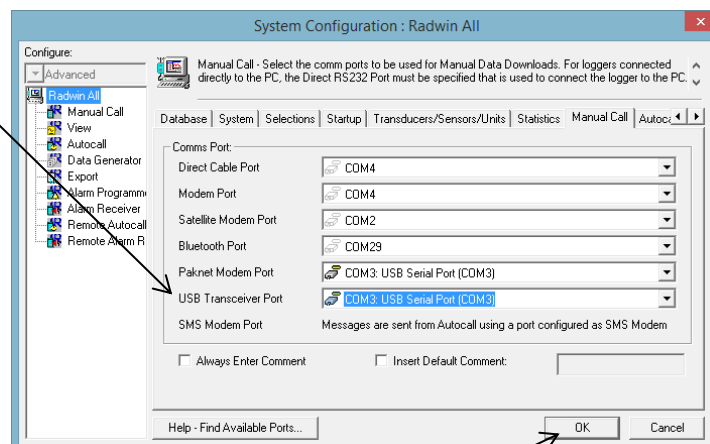 System Configuration : Radwin All
Configure:
Advanced
Radwin All
Manual Call
View
Autocall
Data Generator
Export
Alarm Programm
Alarm Receiver
Remote Autocall
Remote Alarm R
Manual Call - Select the comm ports to be used for Manual Data Downloads. For loggers connected
directly to the PC, the Direct RS232 Port must be specified that is used to connect the logger to the PC.
Database System Selections Startup Transducers/Sensors/Units Statistics Manual Call Autoca
Comms Port:
Direct Cable Port COM4
Modem Port COM4
Satellite Modem Port COM2
Bluetooth Port COM29
Paknet Modem Port COM3: USB Serial Port (COM3)
USB Transceiver Port COM3: USB Serial Port (COM3)
SMS Modem Port Messages are sent from Autocall using a port configured as SMS Modem
Always Enter Comment Insert Default Comment:
Help - Find Available Ports... OK Cancel